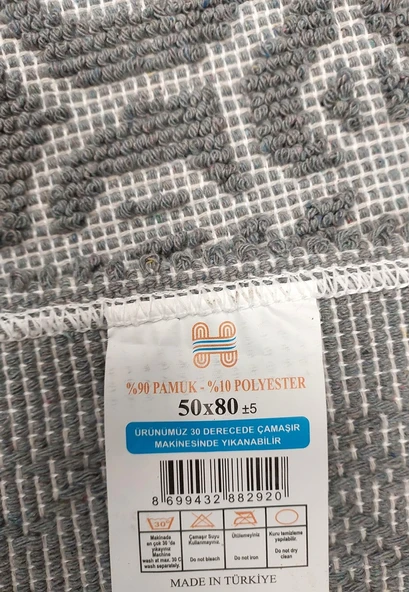 %90 PAMUK - %10 POLYESTER
50x80 ±5
ÜRÜNÜMÜZ 30 DERECEDE ÇAMAŞIR
MAKİNESİNDE YIKANABİLİR
8 699432 882920
30°
Makinada
en çok 30 'da
yıkayınız
Machine
wash at max. 30 C
wash separately.
Çamaşır Suyu
Kullanmayınız.
Do not bleach
Ütülemeyiniz
Do not Iron
Kuru temizleme
yapılabilir.
Do not dry
clean
MADE IN TÜRKİYE